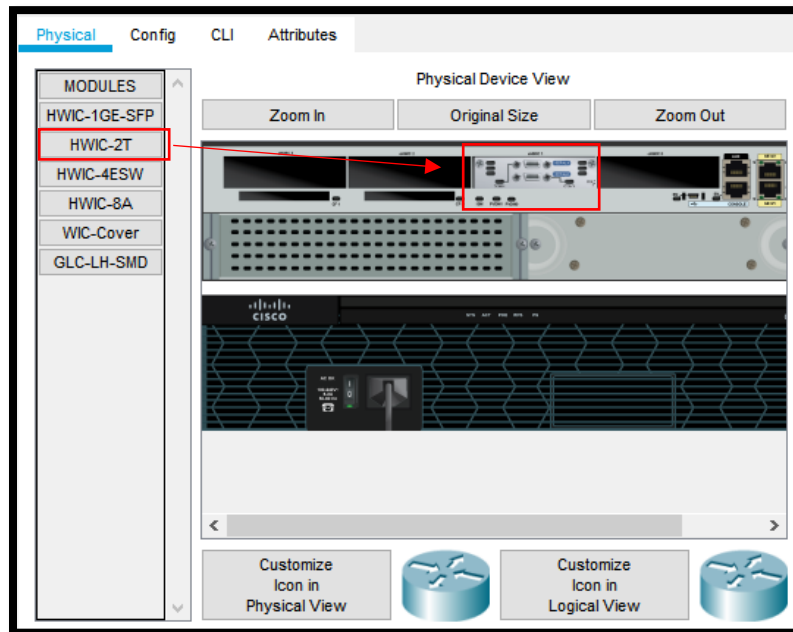 Physical Config CLI Attributes
MODULES
HWIC-1GE-SFP
HWIC-2T
HWIC-4ESW
HWIC-8A
WIC-Cover
GLC-LH-SMD
Physical Device View
Zoom In Original Size Zoom Out
CISCO
Customize
Icon in
Physical View
Customize
Icon in
Logical View